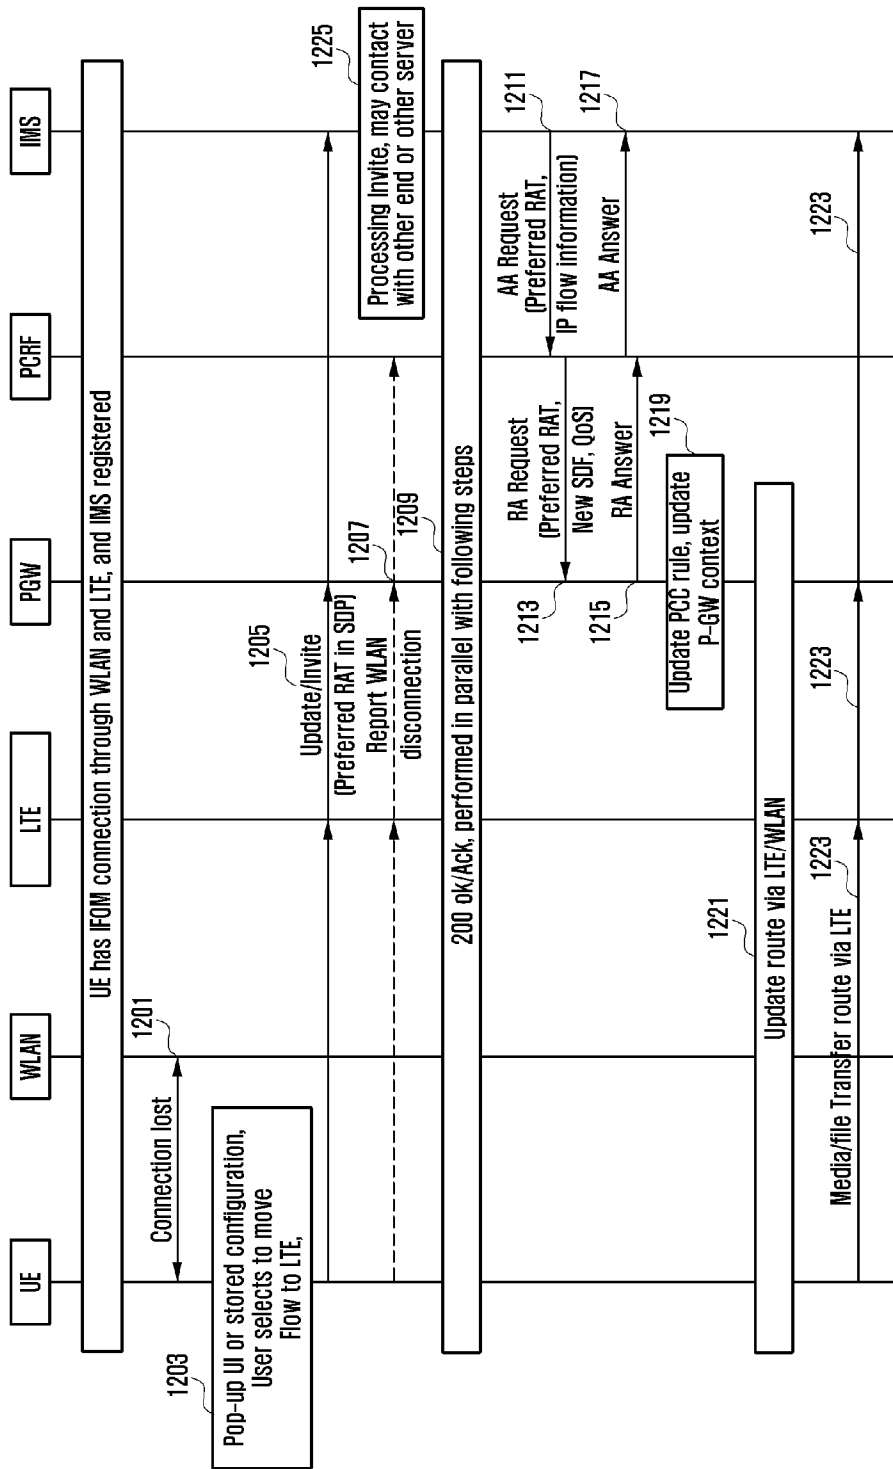 UE
WLAN
LTE
PGW
PCRF
IMS
UE has IFOM connection through WLAN and LTE, and IMS registered
1201
Connection lost
1203
Pop-up UI or stored configuration,
User selects to move
Flow to LTE,
1205
Update/Invite
(Preferred RAT in SDP)
1225
Processing Invite, may contact
with other end or other server
1207
Report WLAN
disconnection
1209
200 ok/Ack, performed in parallel with following steps
1211
AA Request
(Preferred RAT,
IP flow information)
1213
RA Request
(Preferred RAT,
New SDF, QoS)
1217
AA Answer
1215
RA Answer
1219
Update PCC rule, update
P-GW context
1221
Update route via LTE/WLAN
1223
1223
1223
Media/file Transfer route via LTE